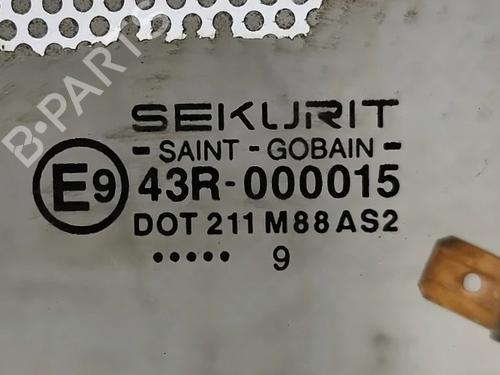 B-PARTS
SEKURIT
- SAINT - GOBAIN -
E9 43R-000015
DOT 211 M88 AS2
..... 9